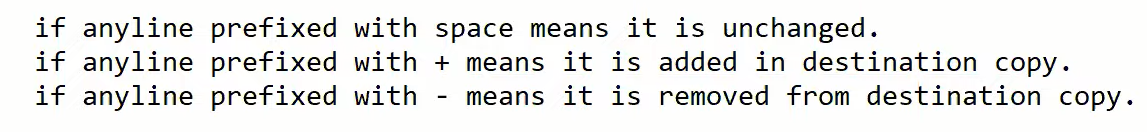 if anyline prefixed with space means it is unchanged.
if anyline prefixed with + means it is added in destination copy.
if anyline prefixed with - means it is removed from destination copy.